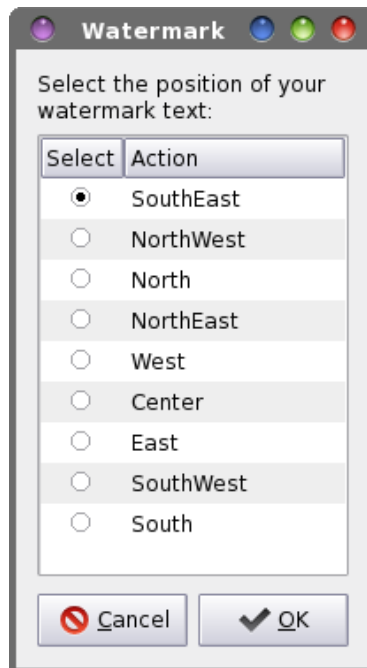 Watermark
Select the position of your
watermark text:
Select Action
SouthEast
NorthWest
North
NorthEast
West
Center
East
SouthWest
South
Cancel OK